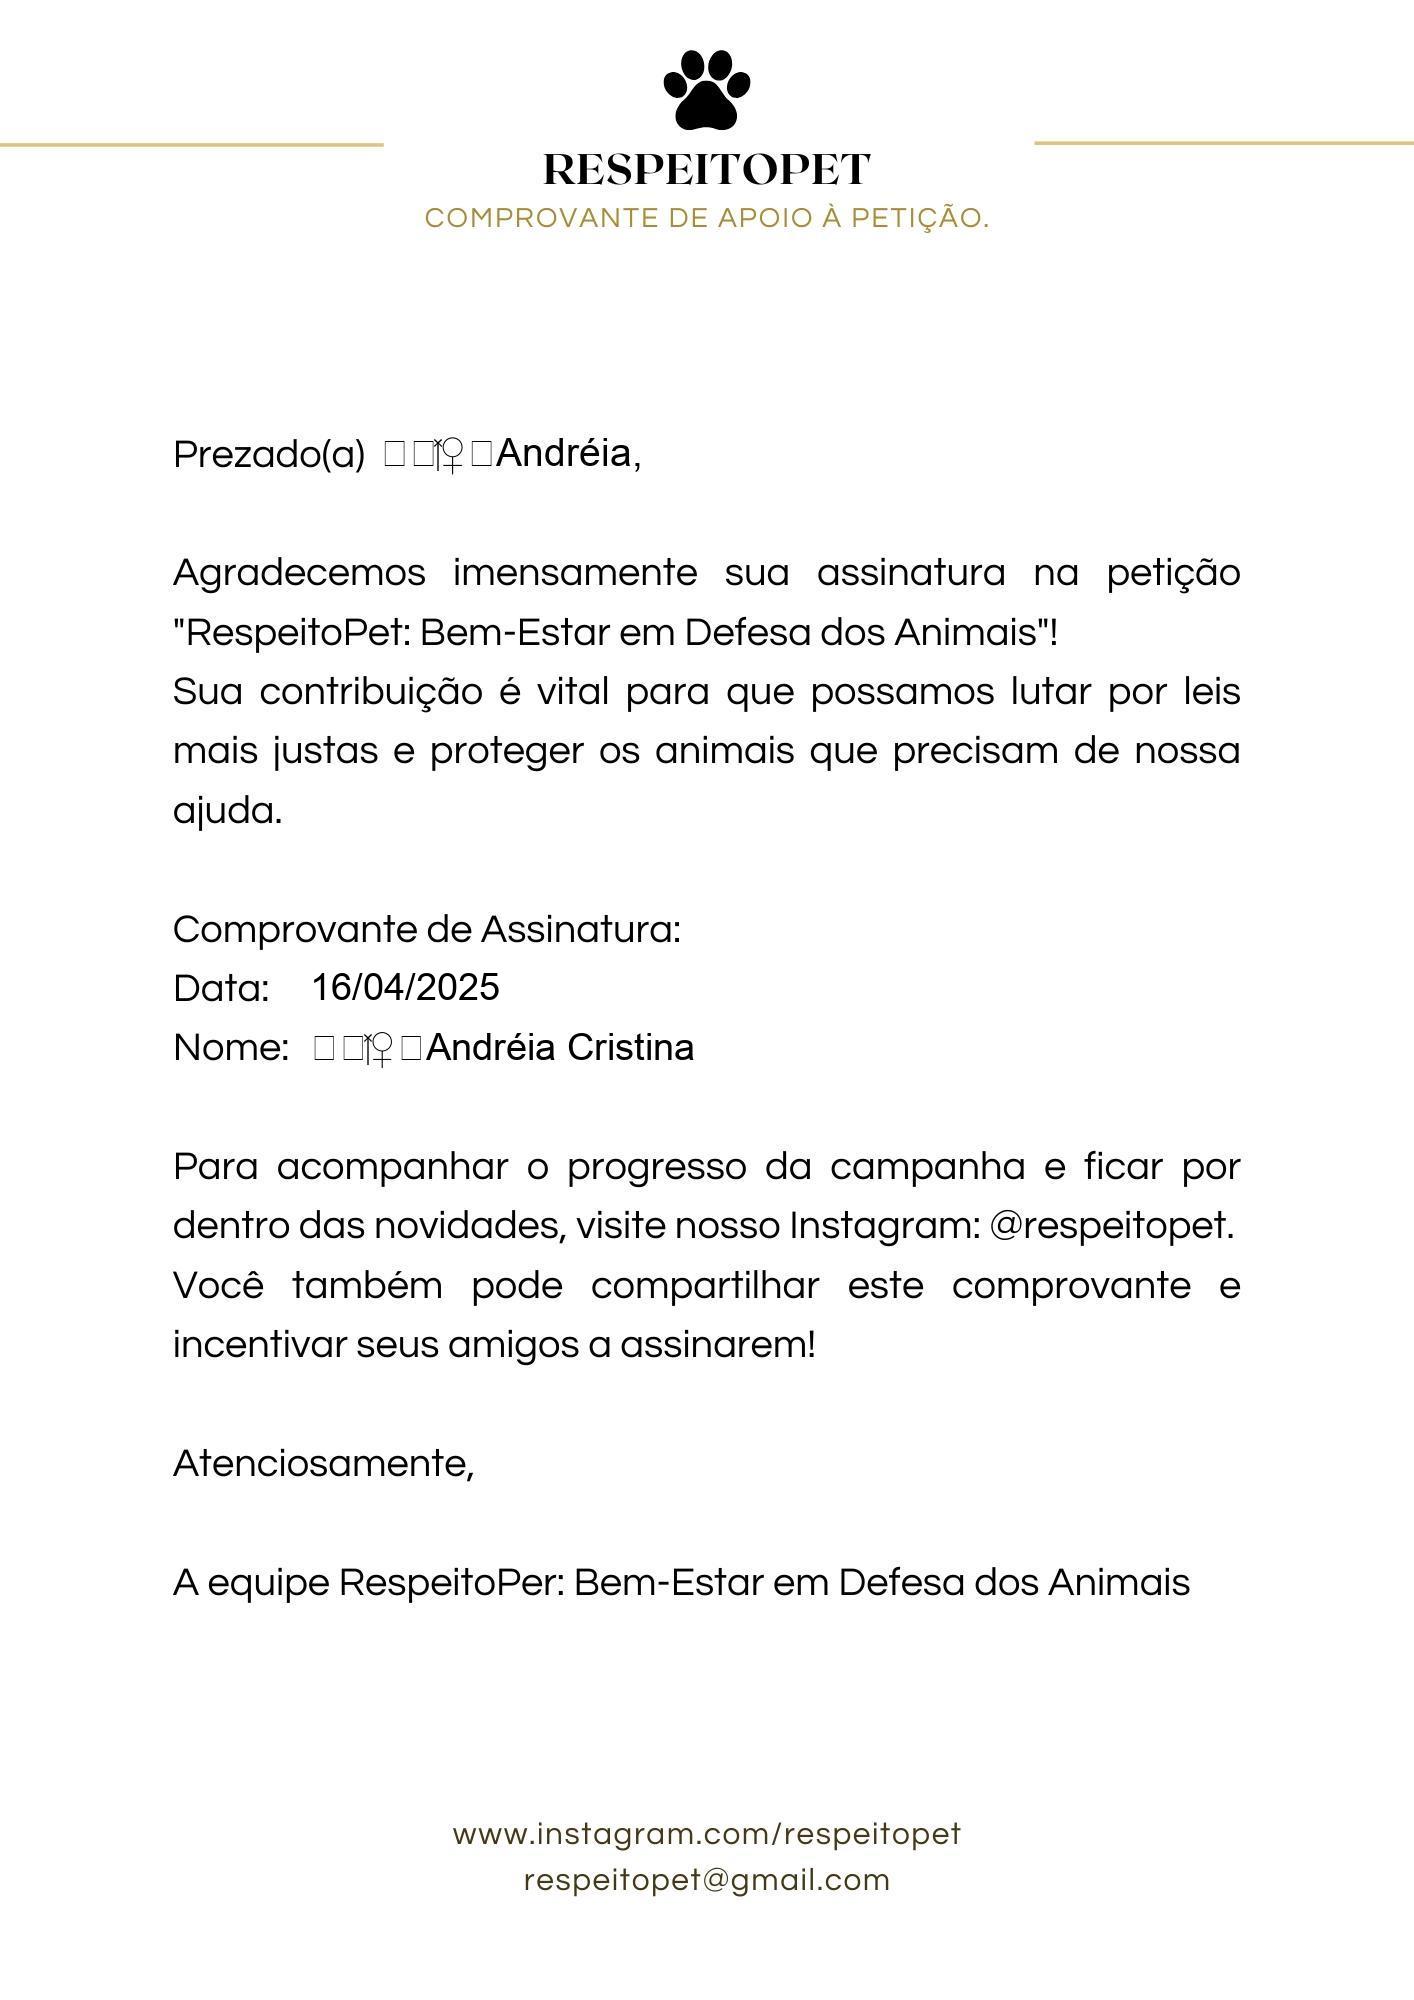 RESPEITOPET
COMPROVANTE DE APOIO À PETIÇÃO.
Prezado(a) □□♀□Andréia,
Agradecemos imensamente sua assinatura na petição
"RespeitoPet: Bem-Estar em Defesa dos Animais"!
Sua contribuição é vital para que possamos lutar por leis
mais justas e proteger os animais que precisam de nossa
ajuda.
Comprovante de Assinatura:
Data: 16/04/2025
Nome: □□♀□Andréia Cristina
Para acompanhar o progresso da campanha e ficar por
dentro das novidades, visite nosso Instagram: @respeitopet.
Você também pode compartilhar este comprovante e
incentivar seus amigos a assinarem!
Atenciosamente,
A equipe RespeitoPer: Bem-Estar em Defesa dos Animais
www.instagram.com/respeitopet
respeitopet@gmail.com